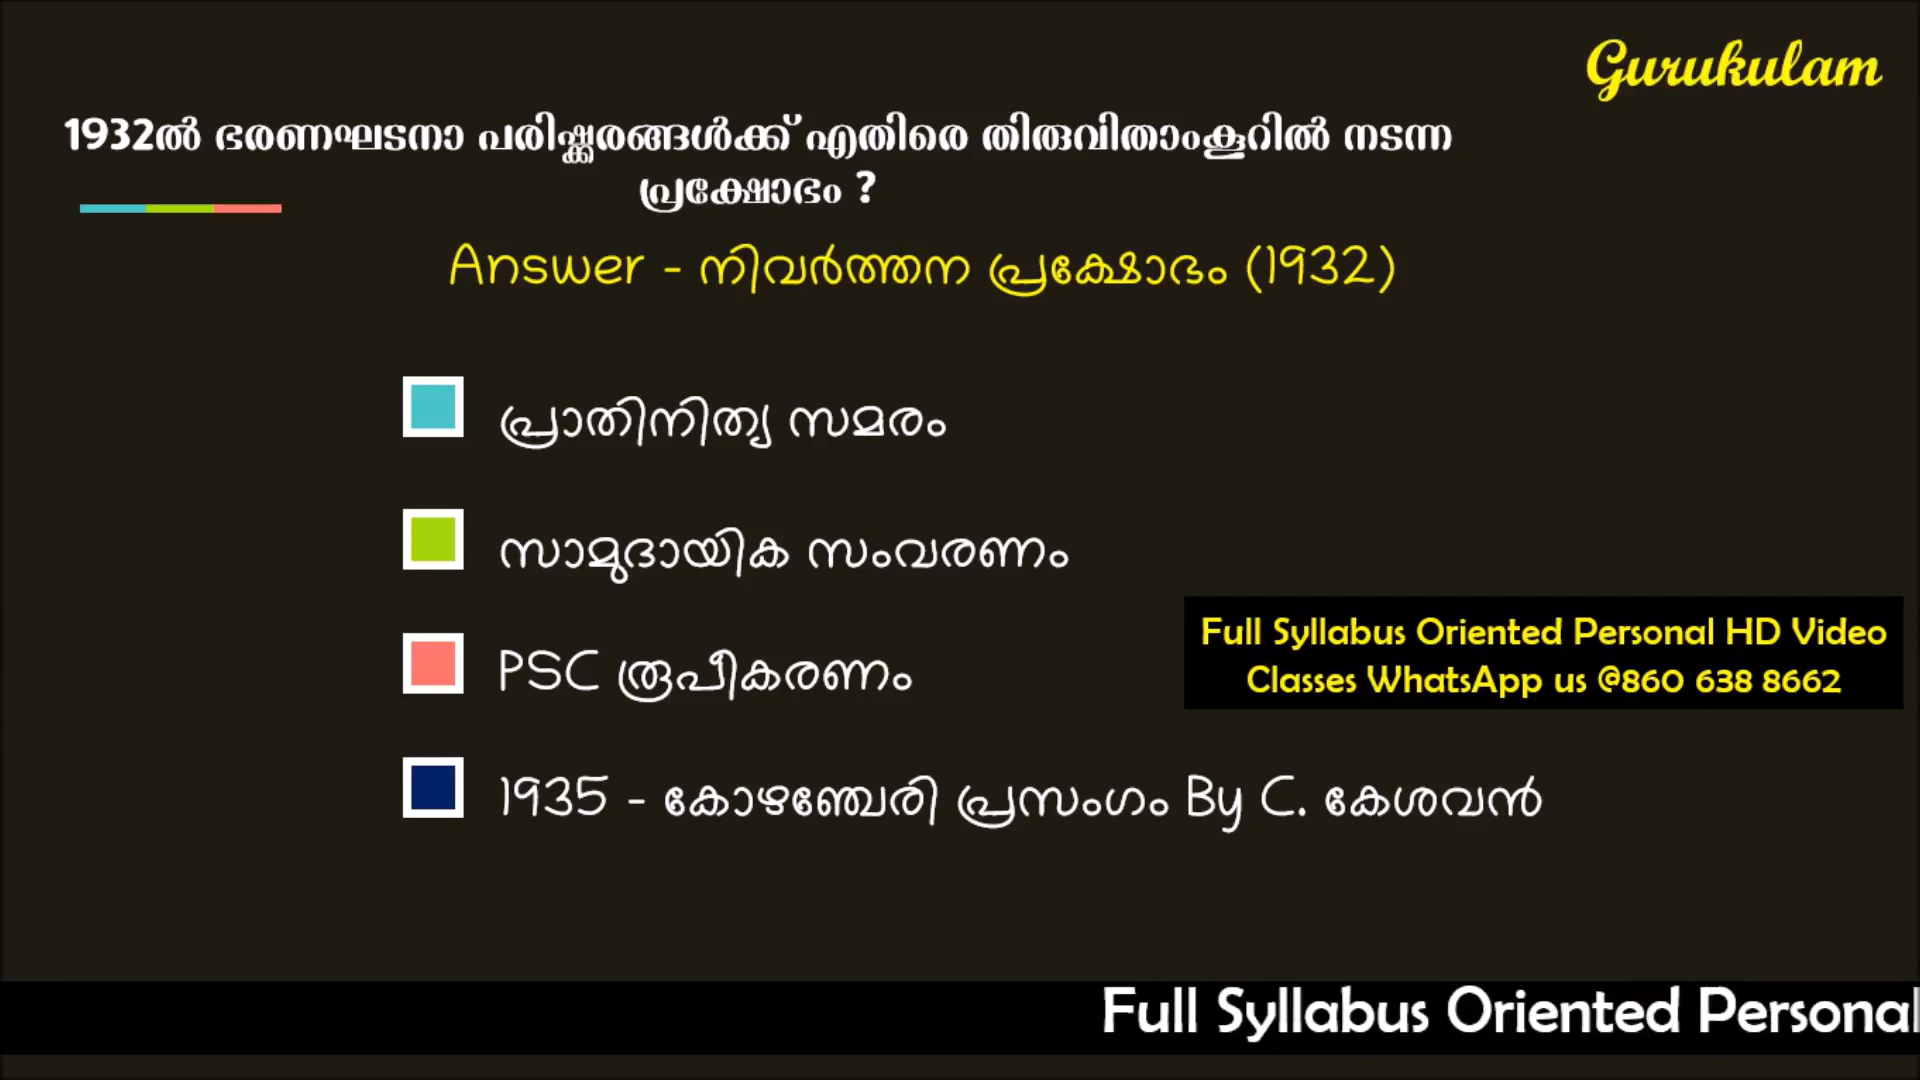 Gurukulam
1932ൽ ഭരണഘടനാ പരിഷ്ക്കരങ്ങൾക്ക് എതിരെ തിരുവിതാംകൂറിൽ നടന്ന
പ്രക്ഷോഭം ?
Answer - നിവർത്തന പ്രക്ഷോഭം (1932)
പ്രാതിനിത്യ സമരം
സാമുദായിക സംവരണം
PSC രൂപീകരണം
Full Syllabus Oriented Personal HD Video
Classes WhatsApp us @860 638 8662
1935 - കോഴഞ്ചേരി പ്രസംഗം By C. കേശവൻ
Full Syllabus Oriented Personal